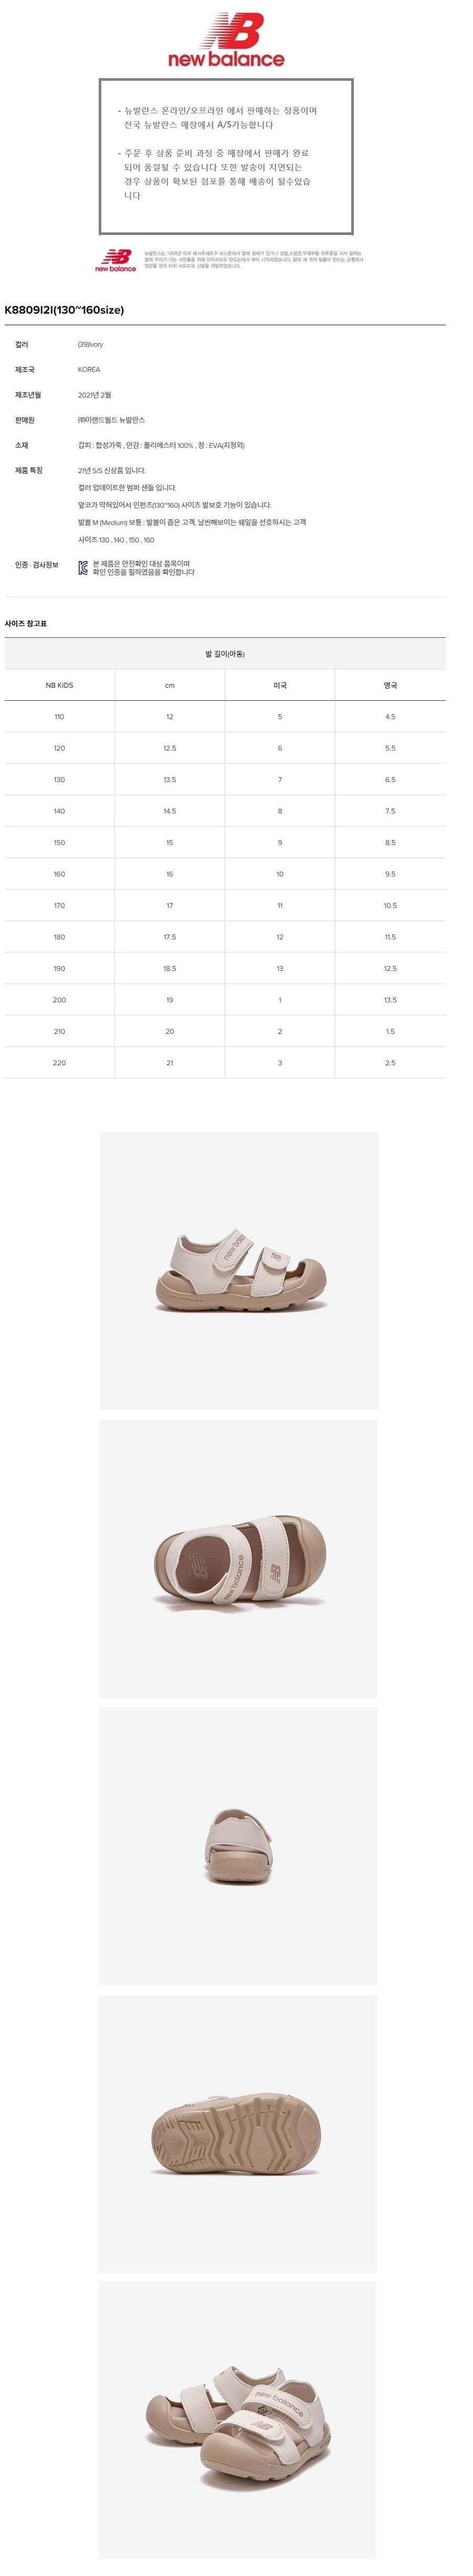 NB
new balance
- 뉴발란스 온라인/오프라인 에서 판매하는 정품이며
전국 뉴발란스 매장에서 A/S가능합니다
- 주문 후 상품 준비 과정 중 매장에서 판매가 완료
되어 품절될 수 있습니다 또한 발송이 지연되는
경우 상품이 확보된 점포를 통해 배송이 될수있습
니다
NB
new balance
K8809I2I(130~160size)
컬러 (39)Ivory
제조국 KOREA
제조년월 2021년 2월
판매원 ㈜이랜드월드 뉴발란스
소재 갑피 : 합성가죽 , 안감 : 폴리에스터 100% , 창 : EVA(지정외)
제품 특징 21년 S/S 신상품 입니다.
컬러 업데이트한 범퍼 샌들 입니다.
앞코가 막혀있어서 인펀츠(130~160) 사이즈 발보호 기능이 있습니다.
발볼 M (Medium) 보통 : 발볼이 좁은 고객, 날씬해보이는 쉐잎을 선호하시는 고객
사이즈 130 , 140 , 150 , 160
인증 · 검사정보 본 제품은 안전확인 대상 품목이며
확인 인증을 필하였음을 확인합니다
사이즈 참고표
발 길이(아동)
NB KIDS cm 미국 영국
110 12 5 4.5
120 12.5 6 5.5
130 13.5 7 6.5
140 14.5 8 7.5
150 15 9 8.5
160 16 10 9.5
170 17 11 10.5
180 17.5 12 11.5
190 18.5 13 12.5
200 19 1 13.5
210 20 2 1.5
220 21 3 2.5
new balance
NB
new balance
NB
new balance
NB